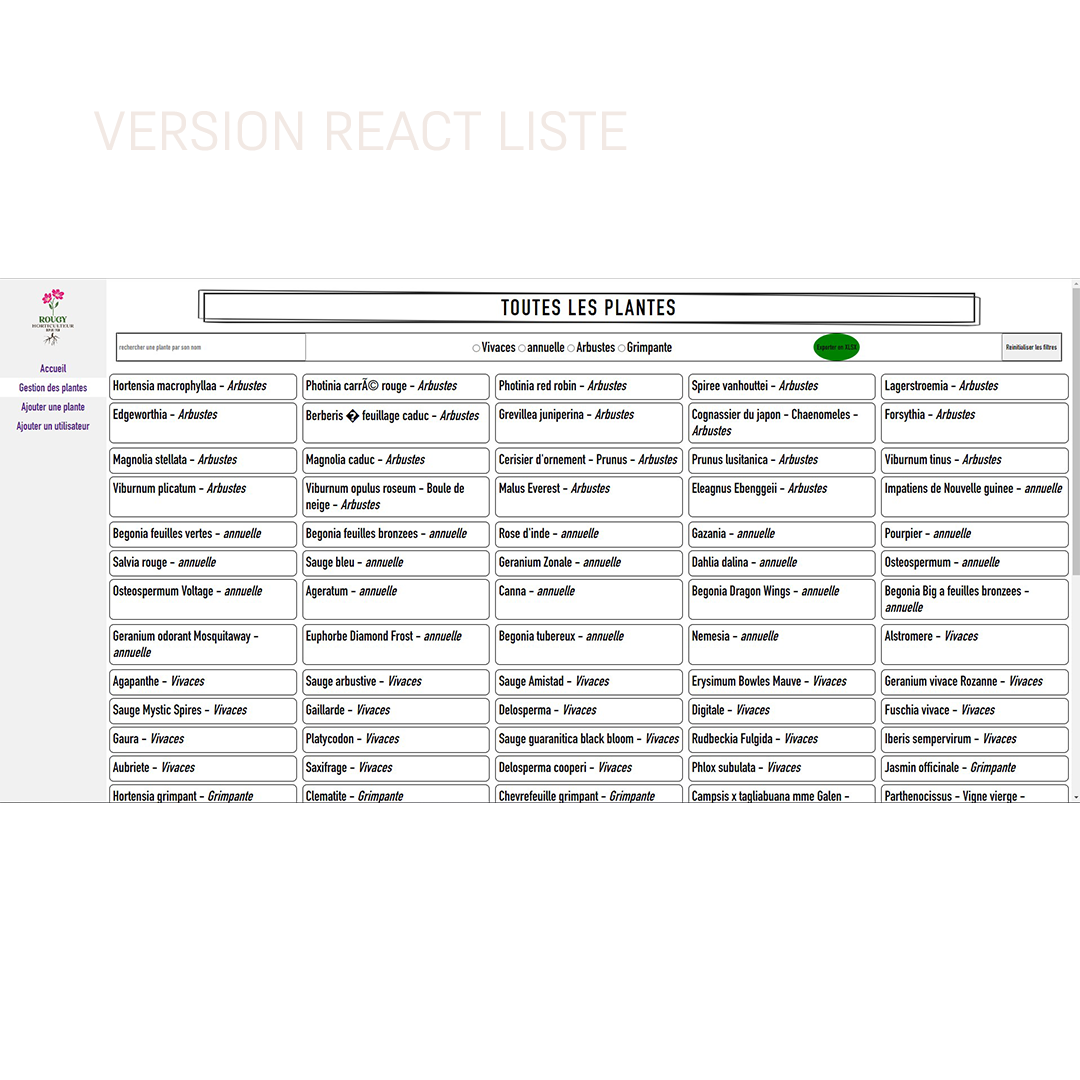 VERSION REACT LISTE
ROUGY
HORTICULTEUR
TOUTES LES PLANTES
rechercher une plante par son nom
Vivaces annuelle Arbustes Grimpante
Exporter en XLSX
Reinitialiser les filtres
Accueil
Gestion des plantes
Ajouter une plante
Ajouter un utilisateur
Hortensia macrophyllaa - Arbustes
Photinia carrÃ© rouge - Arbustes
Photinia red robin - Arbustes
Spiree vanhouttei - Arbustes
Lagerstroemia - Arbustes
Edgeworthia - Arbustes
Berberis � feuillage caduc - Arbustes
Grevillea juniperina - Arbustes
Cognassier du japon - Chaenomeles -
Arbustes
Forsythia - Arbustes
Magnolia stellata - Arbustes
Magnolia caduc - Arbustes
Cerisier d'ornement - Prunus - Arbustes
Prunus lusitanica - Arbustes
Viburnum tinus - Arbustes
Viburnum plicatum - Arbustes
Viburnum opulus roseum - Boule de
neige - Arbustes
Malus Everest - Arbustes
Eleagnus Ebenggeii - Arbustes
Impatiens de Nouvelle guinee - annuelle
Begonia feuilles vertes - annuelle
Begonia feuilles bronzees - annuelle
Rose d'inde - annuelle
Gazania - annuelle
Pourpier - annuelle
Salvia rouge - annuelle
Sauge bleu - annuelle
Geranium Zonale - annuelle
Dahlia dalina - annuelle
Osteospermum - annuelle
Osteospermum Voltage - annuelle
Ageratum - annuelle
Canna - annuelle
Begonia Dragon Wings - annuelle
Begonia Big a feuilles bronzees -
annuelle
Geranium odorant Mosquitaway -
annuelle
Euphorbe Diamond Frost - annuelle
Begonia tubereux - annuelle
Nemesia - annuelle
Alstromere - Vivaces
Agapanthe - Vivaces
Sauge arbustive - Vivaces
Sauge Amistad - Vivaces
Erysimum Bowles Mauve - Vivaces
Geranium vivace Rozanne - Vivaces
Sauge Mystic Spires - Vivaces
Gaillarde - Vivaces
Delosperma - Vivaces
Digitale - Vivaces
Fuschia vivace - Vivaces
Gaura - Vivaces
Platycodon - Vivaces
Sauge guaranitica black bloom - Vivaces
Rudbeckia Fulgida - Vivaces
Iberis sempervirum - Vivaces
Aubriete - Vivaces
Saxifrage - Vivaces
Delosperma cooperi - Vivaces
Phlox subulata - Vivaces
Jasmin officinale - Grimpante
Hortensia grimpant - Grimpante
Clematite - Grimpante
Chevrefeuille grimpant - Grimpante
Campsis x tagliabuana mme Galen -
Parthenocissus - Vigne vierge -